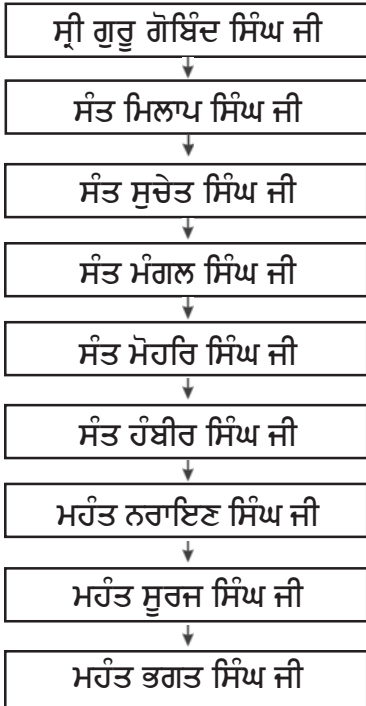 ਸ੍ਰੀ ਗੁਰੂ ਗੋਬਿੰਦ ਸਿੰਘ ਜੀ
ਸੰਤ ਮਿਲਾਪ ਸਿੰਘ ਜੀ
ਸੰਤ ਸੁਚੇਤ ਸਿੰਘ ਜੀ
ਸੰਤ ਮੰਗਲ ਸਿੰਘ ਜੀ
ਸੰਤ ਮੋਹਰਿ ਸਿੰਘ ਜੀ
ਸੰਤ ਹੰਬੀਰ ਸਿੰਘ ਜੀ
ਮਹੰਤ ਨਰਾਇਣ ਸਿੰਘ ਜੀ
ਮਹੰਤ ਸੂਰਜ ਸਿੰਘ ਜੀ
ਮਹੰਤ ਭਗਤ ਸਿੰਘ ਜੀ